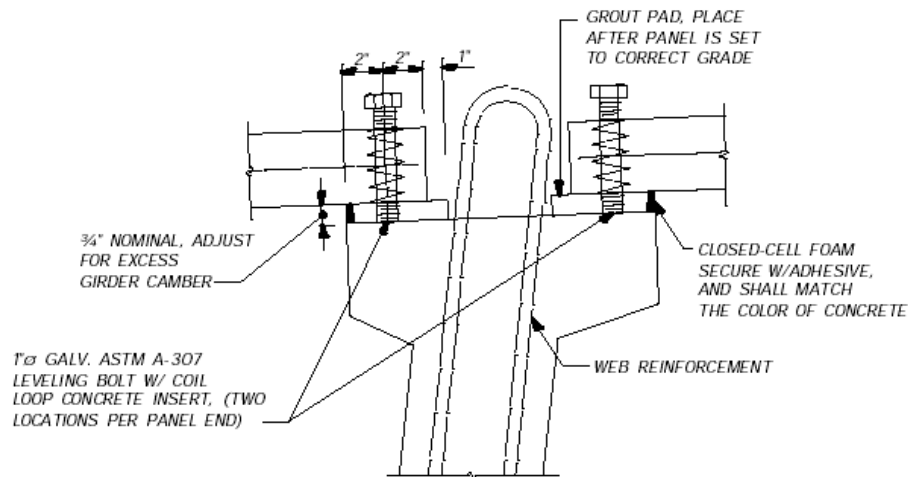 GROUT PAD, PLACE
AFTER PANEL IS SET
TO CORRECT GRADE
2" 2" 1"
¾" NOMINAL, ADJUST
FOR EXCESS
GIRDER CAMBER
CLOSED-CELL FOAM
SECURE W/ADHESIVE,
AND SHALL MATCH
THE COLOR OF CONCRETE
1"ø GALV. ASTM A-307
LEVELING BOLT W/ COIL
LOOP CONCRETE INSERT, (TWO
LOCATIONS PER PANEL END)
WEB REINFORCEMENT